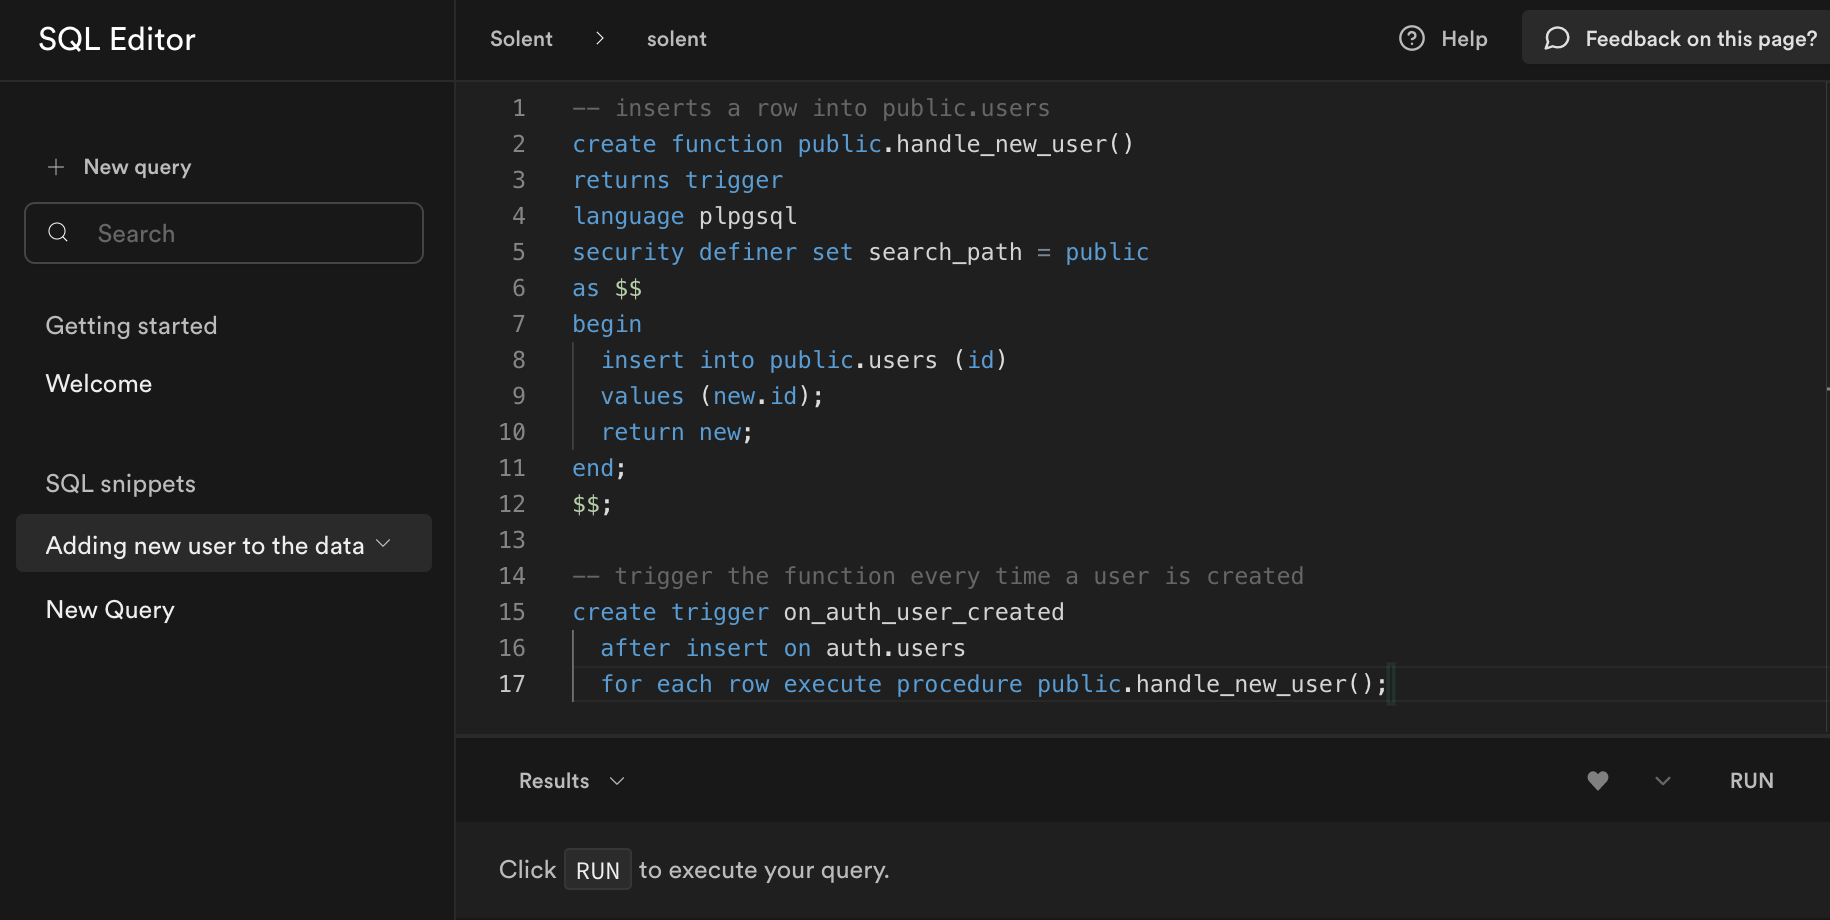 SQL Editor
Solent > solent
Help
Feedback on this page?
+ New query
Search
Getting started
Welcome
SQL snippets
Adding new user to the data
New Query
1 -- inserts a row into public.users
2 create function public.handle_new_user()
3 returns trigger
4 language plpgsql
5 security definer set search_path = public
6 as $$
7 begin
8 insert into public.users (id)
9 values (new.id);
10 return new;
11 end;
12 $$;
13
14 -- trigger the function every time a user is created
15 create trigger on_auth_user_created
16 after insert on auth.users
17 for each row execute procedure public.handle_new_user();
Results
RUN
Click RUN to execute your query.